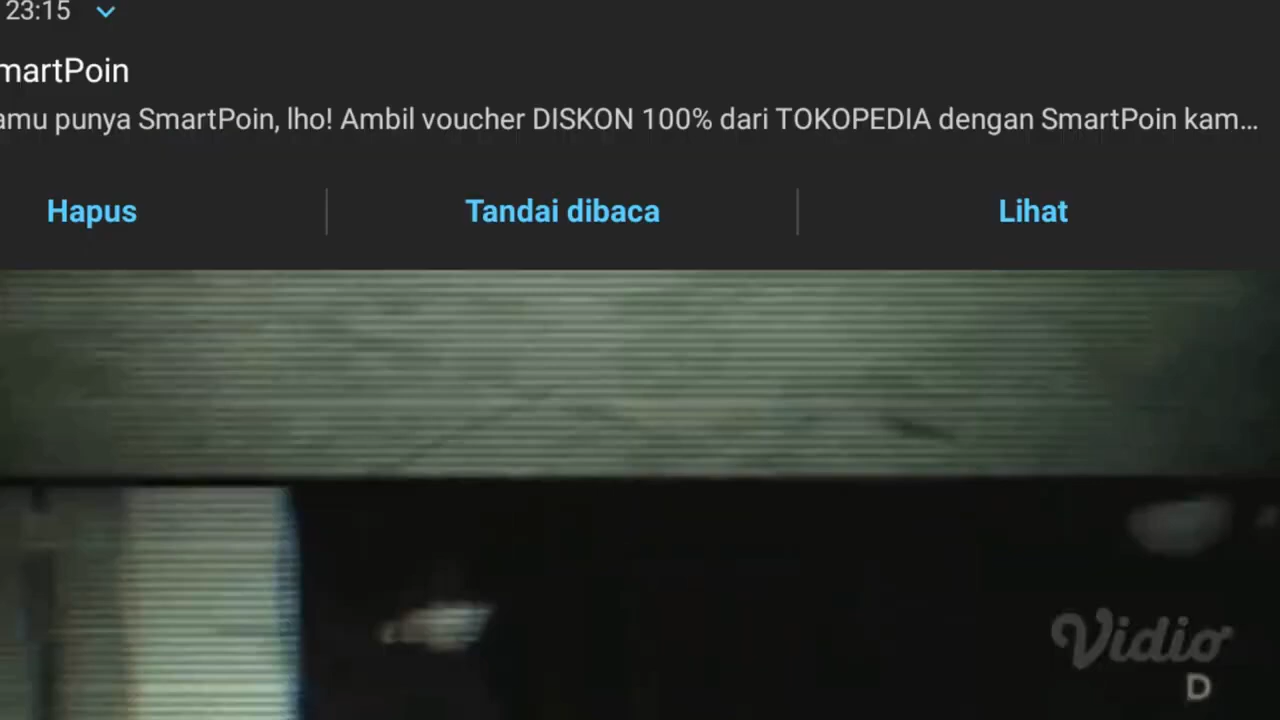 23:15
martPoin
amu punya SmartPoin, lho! Ambil voucher DISKON 100% dari TOKOPEDIA dengan SmartPoin kam...
Hapus
Tandai dibaca
Lihat
Vidio
D